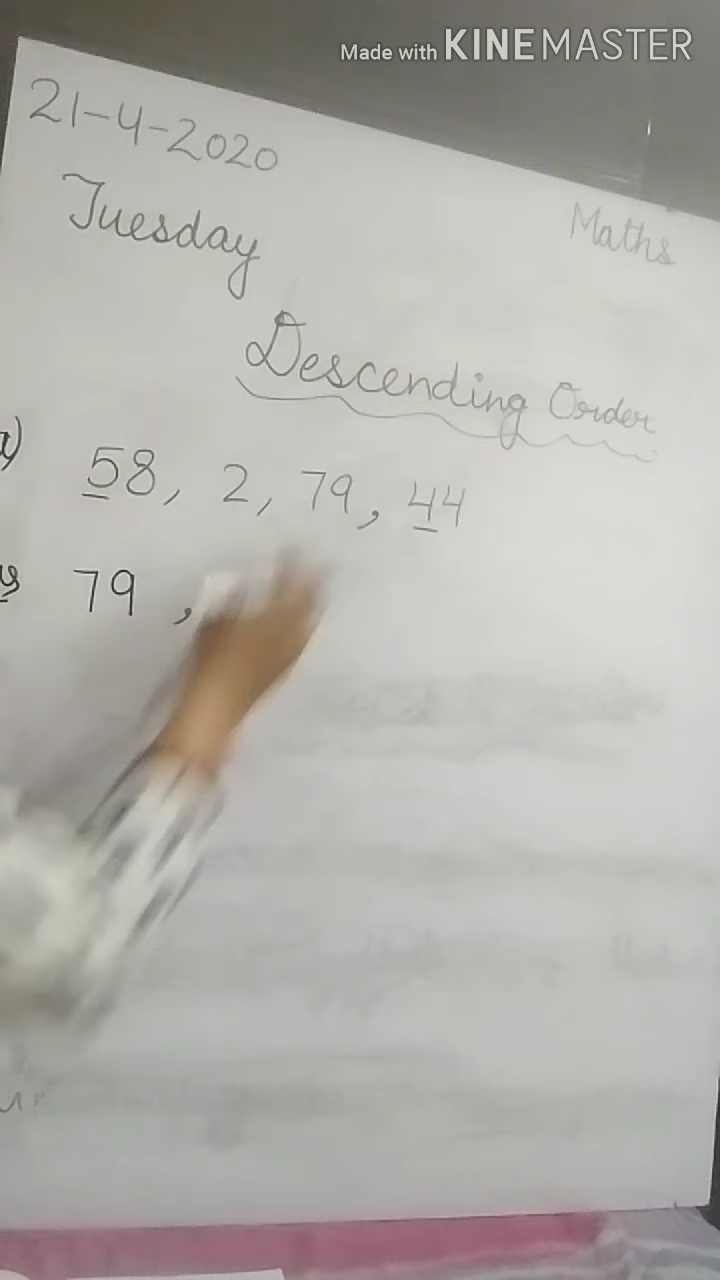 Made with KINEMASTER
21-4-2020
Tuesday
Maths
Descending Order
58, 2, 79, 44
79 ,